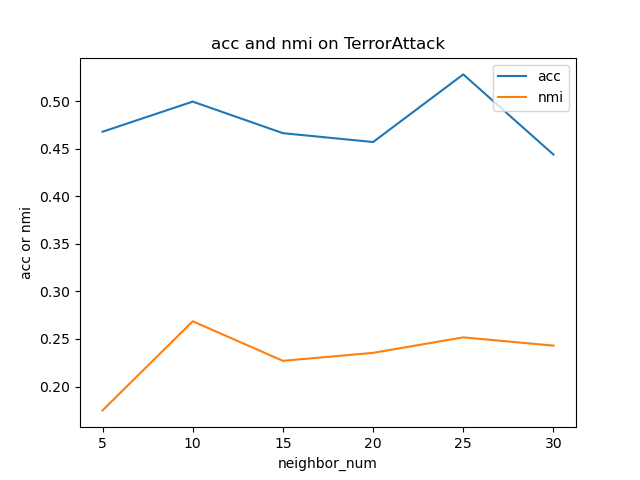 acc and nmi on TerrorAttack
acc
nmi
0.50
0.45
0.40
0.35
0.30
0.25
0.20
acc or nmi
5 10 15 20 25 30
neighbor_num